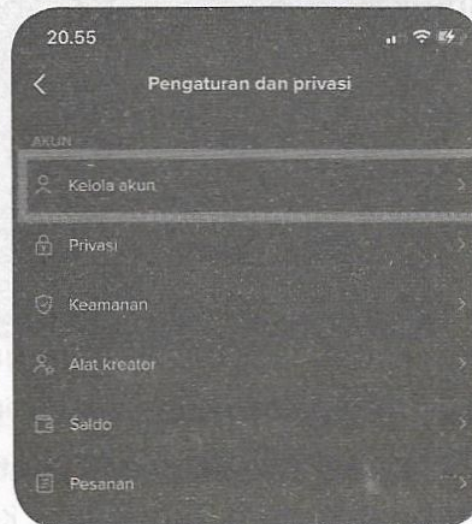 20.55
Pengaturan dan privasi
AKUN
Kelola akun
Privasi
Keamanan
Alat kreator
Saldo
Pesanan